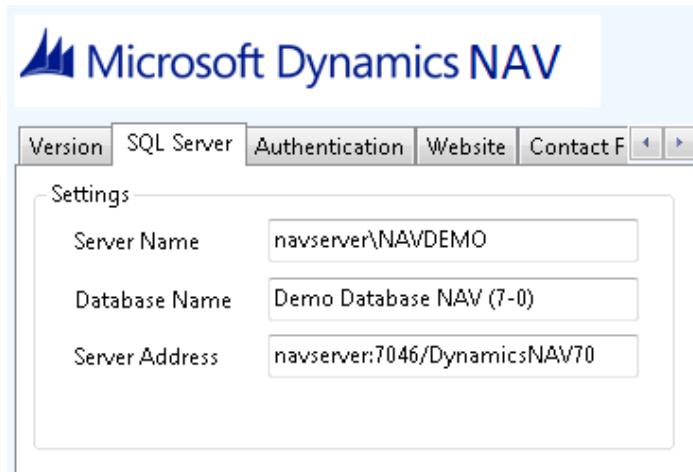 Microsoft Dynamics NAV
Version SQL Server Authentication Website Contact F
Settings
Server Name navserver\NAVDEMO
Database Name Demo Database NAV (7-0)
Server Address navserver:7046/DynamicsNAV70